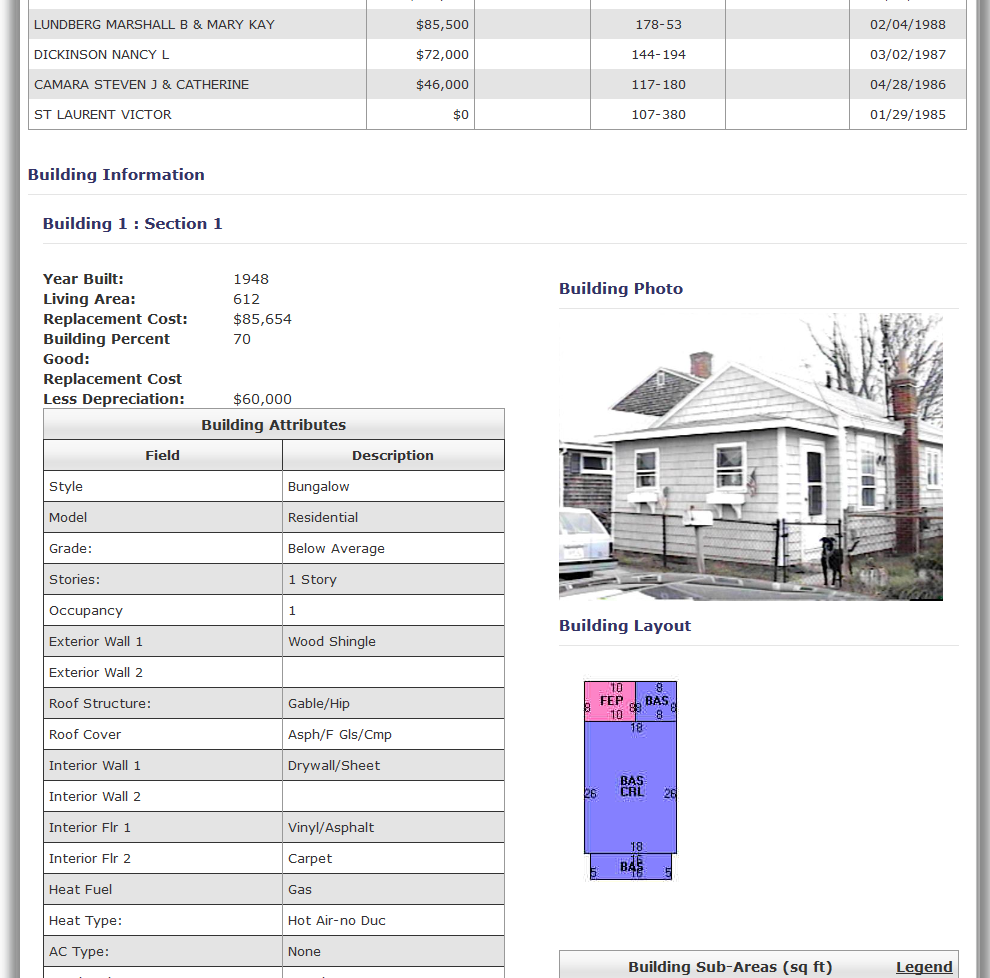 LUNDBERG MARSHALL B & MARY KAY $85,500 178-53 02/04/1988
DICKINSON NANCY L $72,000 144-194 03/02/1987
CAMARA STEVEN J & CATHERINE $46,000 117-180 04/28/1986
ST LAURENT VICTOR $0 107-380 01/29/1985
Building Information
Building 1 : Section 1
Year Built: 1948
Living Area: 612
Replacement Cost: $85,654
Building Percent 70
Good:
Replacement Cost
Less Depreciation: $60,000
Building Attributes
Field Description
Style Bungalow
Model Residential
Grade: Below Average
Stories: 1 Story
Occupancy 1
Exterior Wall 1 Wood Shingle
Exterior Wall 2
Roof Structure: Gable/Hip
Roof Cover Asph/F Gls/Cmp
Interior Wall 1 Drywall/Sheet
Interior Wall 2
Interior Flr 1 Vinyl/Asphalt
Interior Flr 2 Carpet
Heat Fuel Gas
Heat Type: Hot Air-no Duc
AC Type: None
Building Photo
Building Layout
10 8
FEP BAS
8 8 8 8
10 8
18
BAS
26 CRL 26
18
16
BAS
5 16 5
Building Sub-Areas (sq ft) Legend